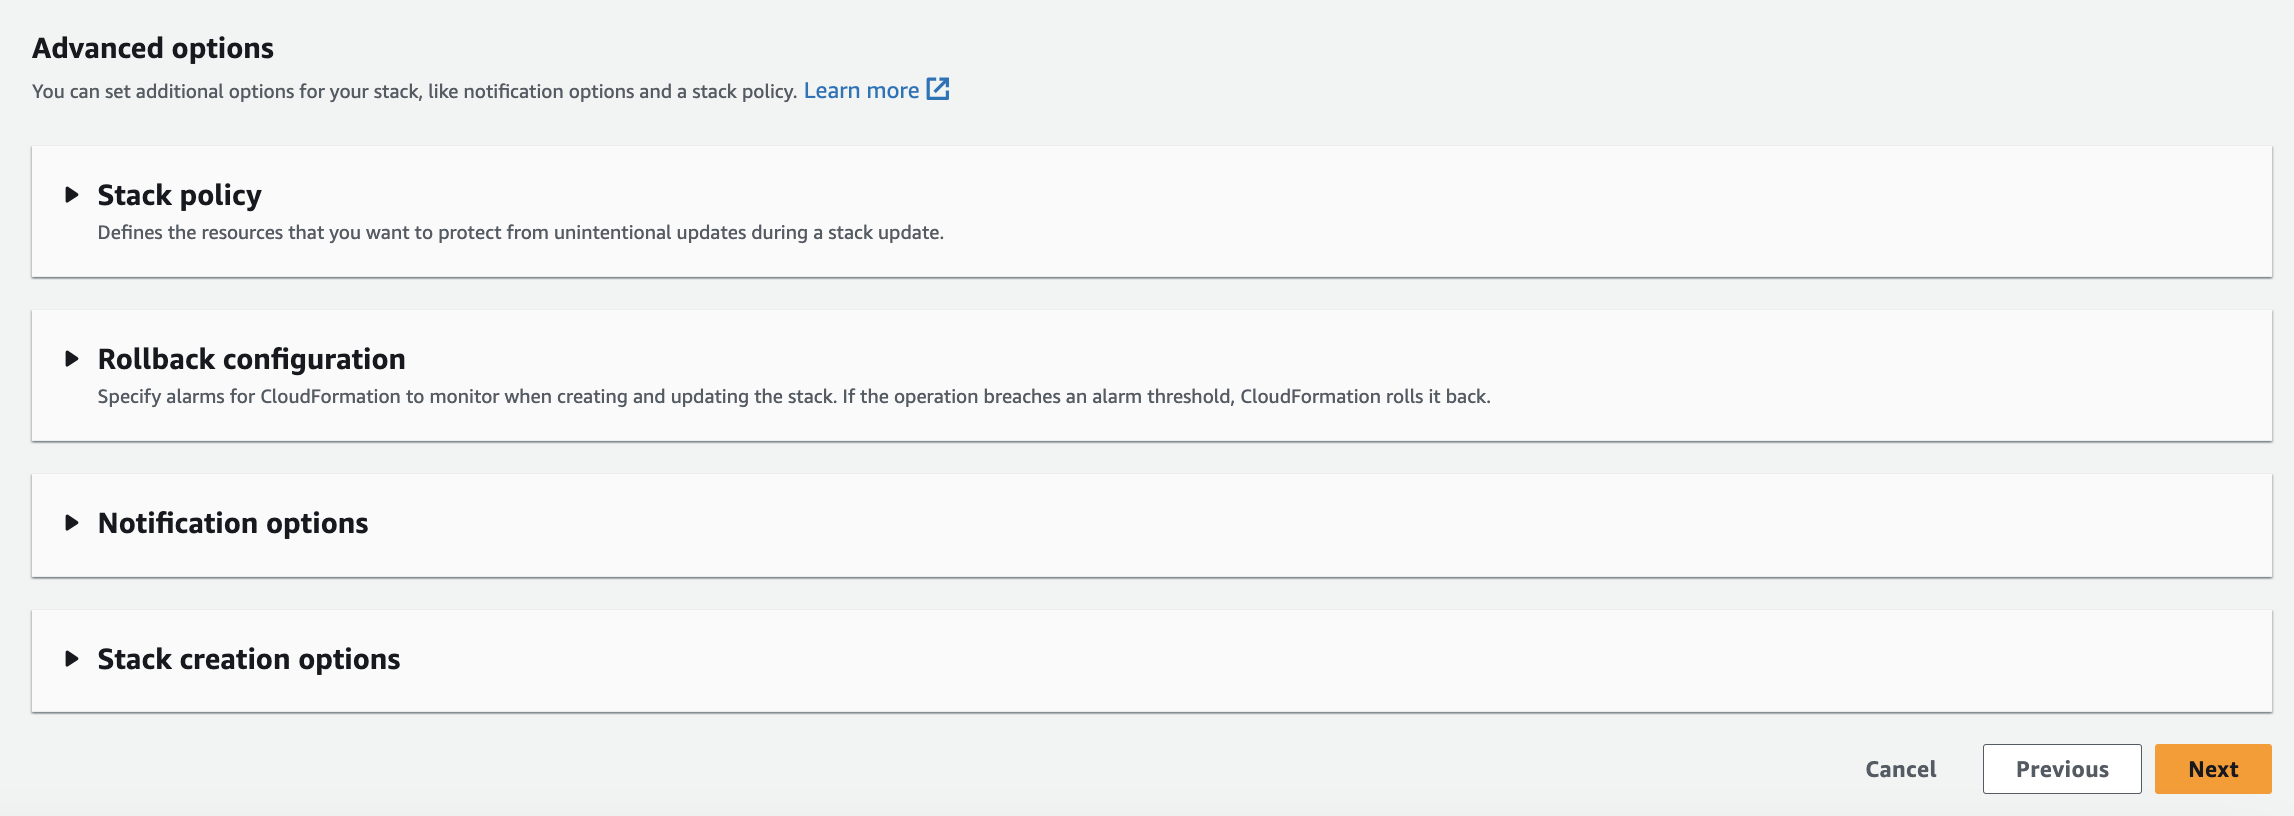 Advanced options
You can set additional options for your stack, like notification options and a stack policy. Learn more
Stack policy
Defines the resources that you want to protect from unintentional updates during a stack update.
Rollback configuration
Specify alarms for CloudFormation to monitor when creating and updating the stack. If the operation breaches an alarm threshold, CloudFormation rolls it back.
Notification options
Stack creation options
Cancel Previous Next